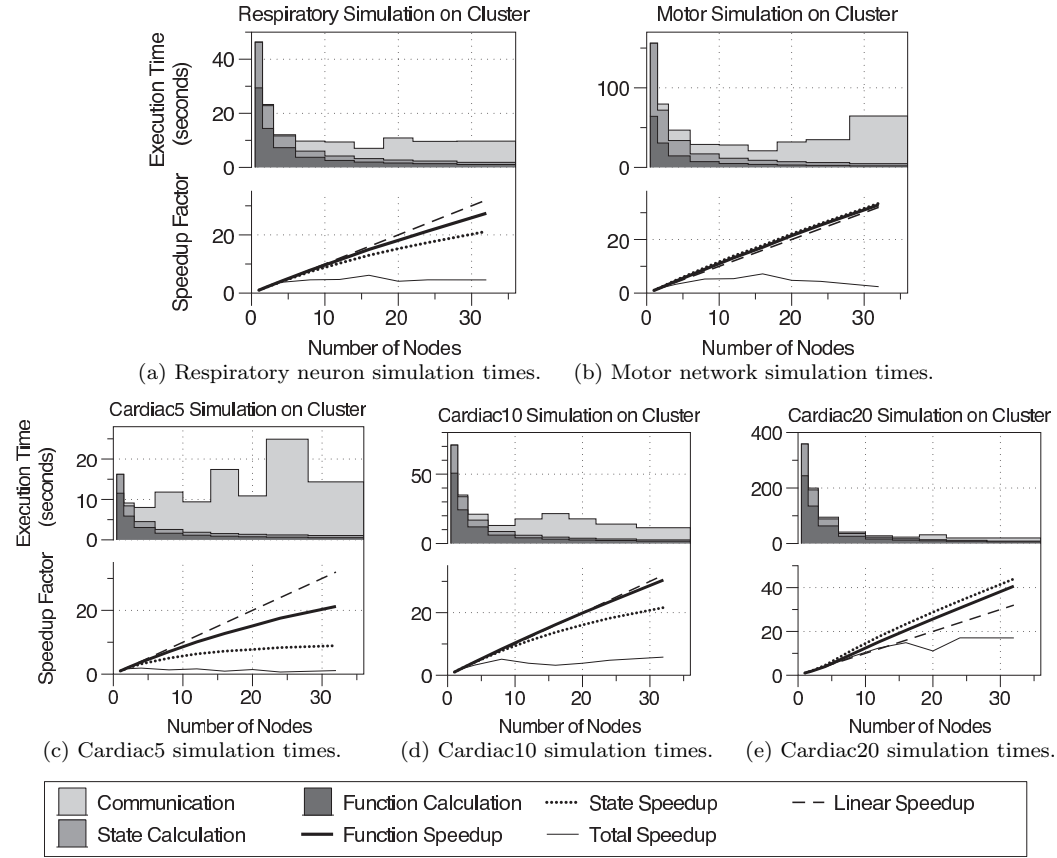 Respiratory Simulation on Cluster
Motor Simulation on Cluster
Execution Time
(seconds)
40
20
0
100
0
Speedup Factor
20
0
20
0
0 10 20 30
0 10 20 30
Number of Nodes
Number of Nodes
(a) Respiratory neuron simulation times.
(b) Motor network simulation times.
Cardiac5 Simulation on Cluster
Cardiac10 Simulation on Cluster
Cardiac20 Simulation on Cluster
Execution Time
(seconds)
20
10
0
50
0
400
200
0
Speedup Factor
20
0
20
0
40
20
0
0 10 20 30
0 10 20 30
0 10 20 30
Number of Nodes
Number of Nodes
Number of Nodes
(c) Cardiac5 simulation times.
(d) Cardiac10 simulation times.
(e) Cardiac20 simulation times.
Communication
Function Calculation
State Speedup
Linear Speedup
State Calculation
Function Speedup
Total Speedup